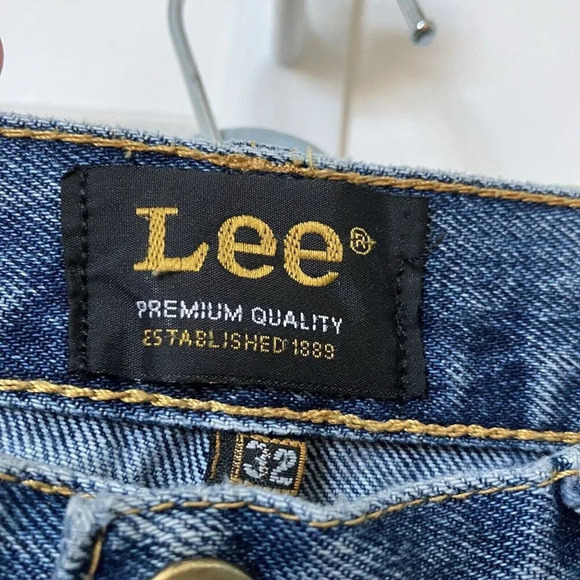 Lee®
PREMIUM QUALITY
ESTABLISHED 1889
32